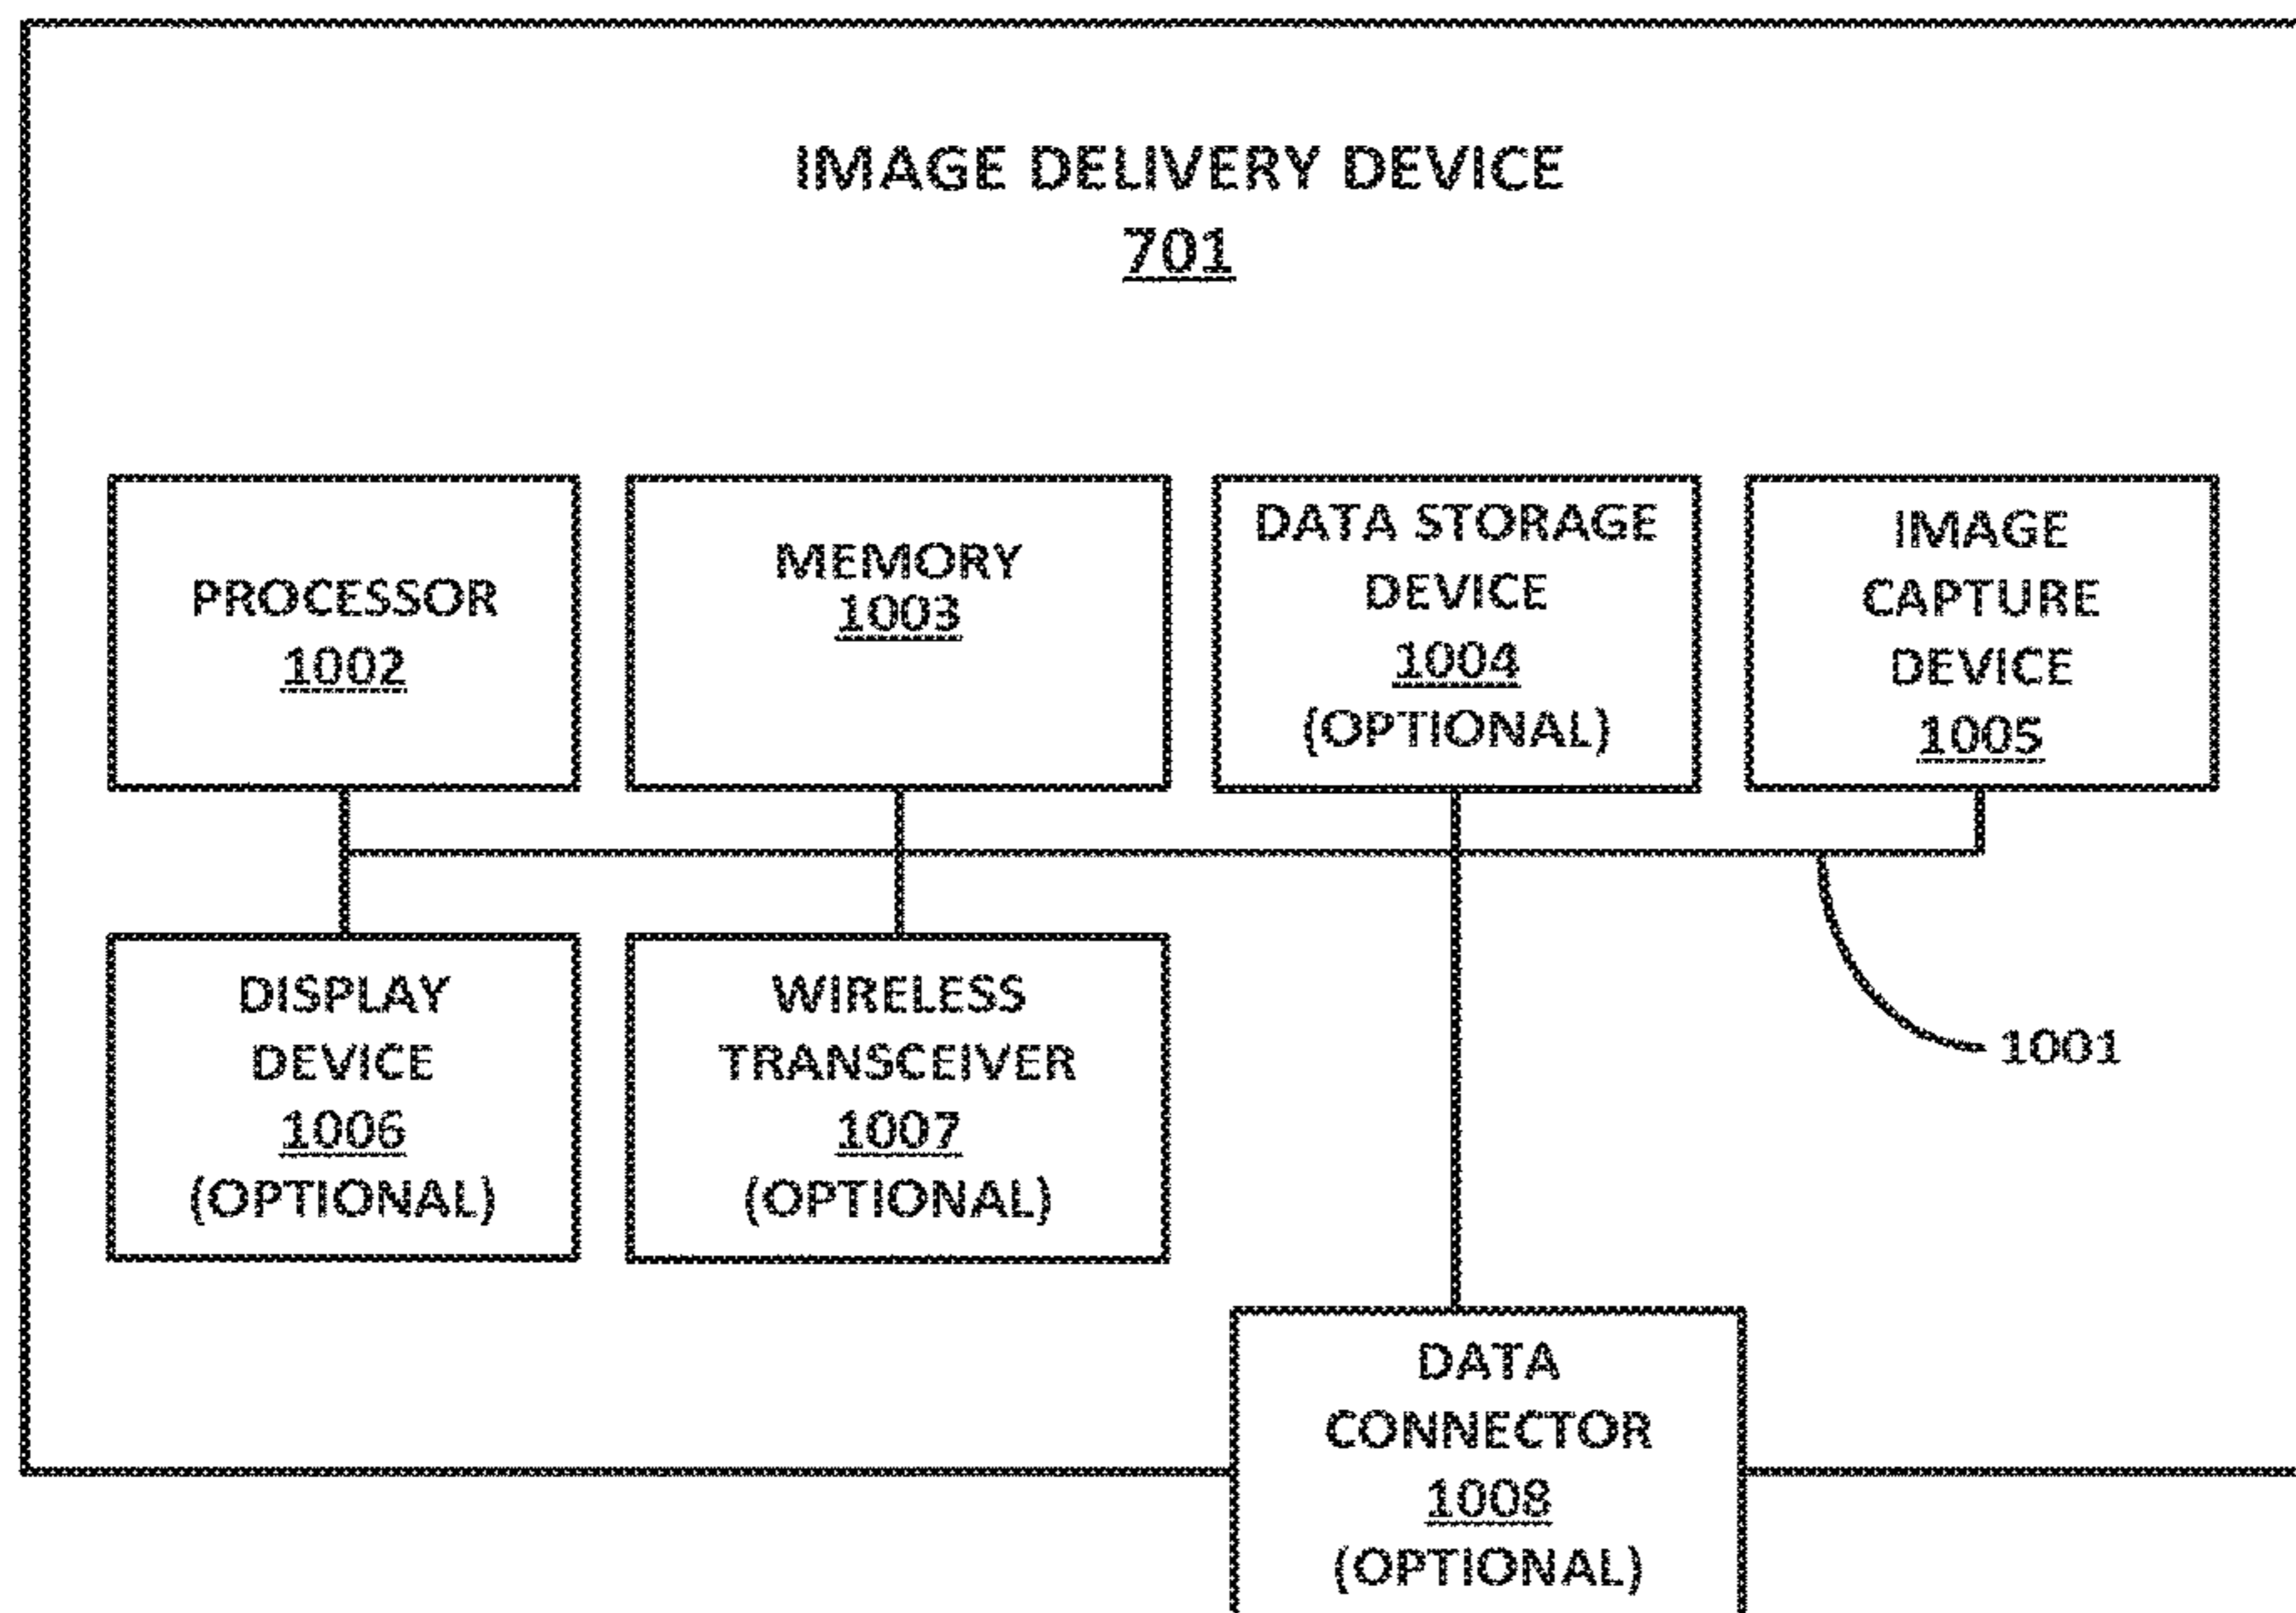 IMAGE DELIVERY DEVICE
701
PROCESSOR
1002
MEMORY
1003
DATA STORAGE
DEVICE
1004
(OPTIONAL)
IMAGE
CAPTURE
DEVICE
1005
DISPLAY
DEVICE
1006
(OPTIONAL)
WIRELESS
TRANSCEIVER
1007
(OPTIONAL)
1001
DATA
CONNECTOR
1008
(OPTIONAL)